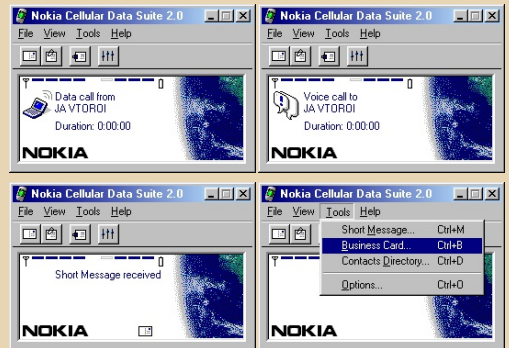 Nokia Cellular Data Suite 2.0
File View Tools Help
Data call from
JA VTOROI
Duration: 0:00:00
NOKIA
Nokia Cellular Data Suite 2.0
File View Tools Help
Voice call to
JA VTOROI
Duration: 0:00:00
NOKIA
Nokia Cellular Data Suite 2.0
File View Tools Help
Short Message received
NOKIA
Nokia Cellular Data Suite 2.0
File View Tools Help
Short Message... Ctrl+M
Business Card... Ctrl+B
Contacts Directory... Ctrl+D
Options... Ctrl+O
NOKIA